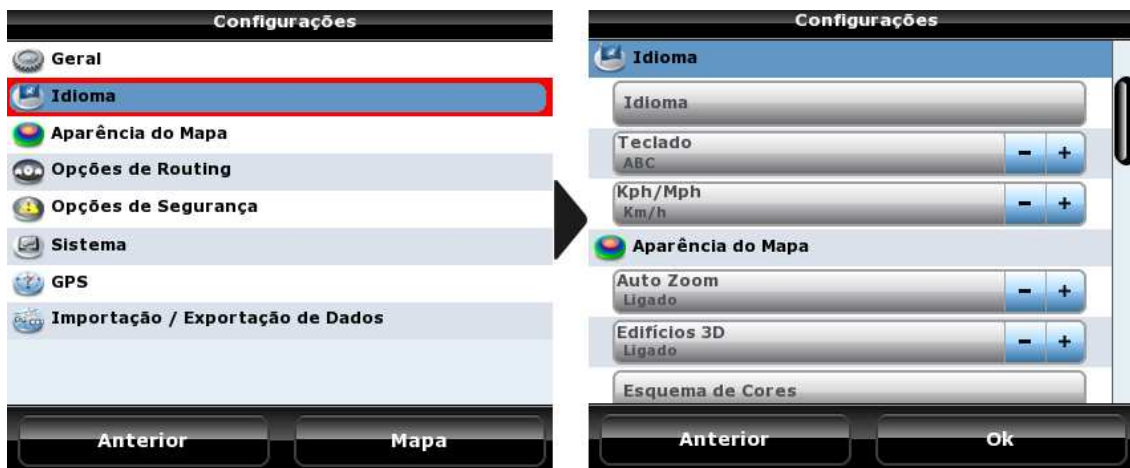 Configurações
Geral
Idioma
Aparência do Mapa
Opções de Routing
Opções de Segurança
Sistema
GPS
Importação / Exportação de Dados
Anterior
Mapa
Configurações
Idioma
Idioma
Teclado
ABC
- +
Kph/Mph
Km/h
- +
Aparência do Mapa
Auto Zoom
Ligado
- +
Edifícios 3D
Ligado
- +
Esquema de Cores
Anterior
Ok